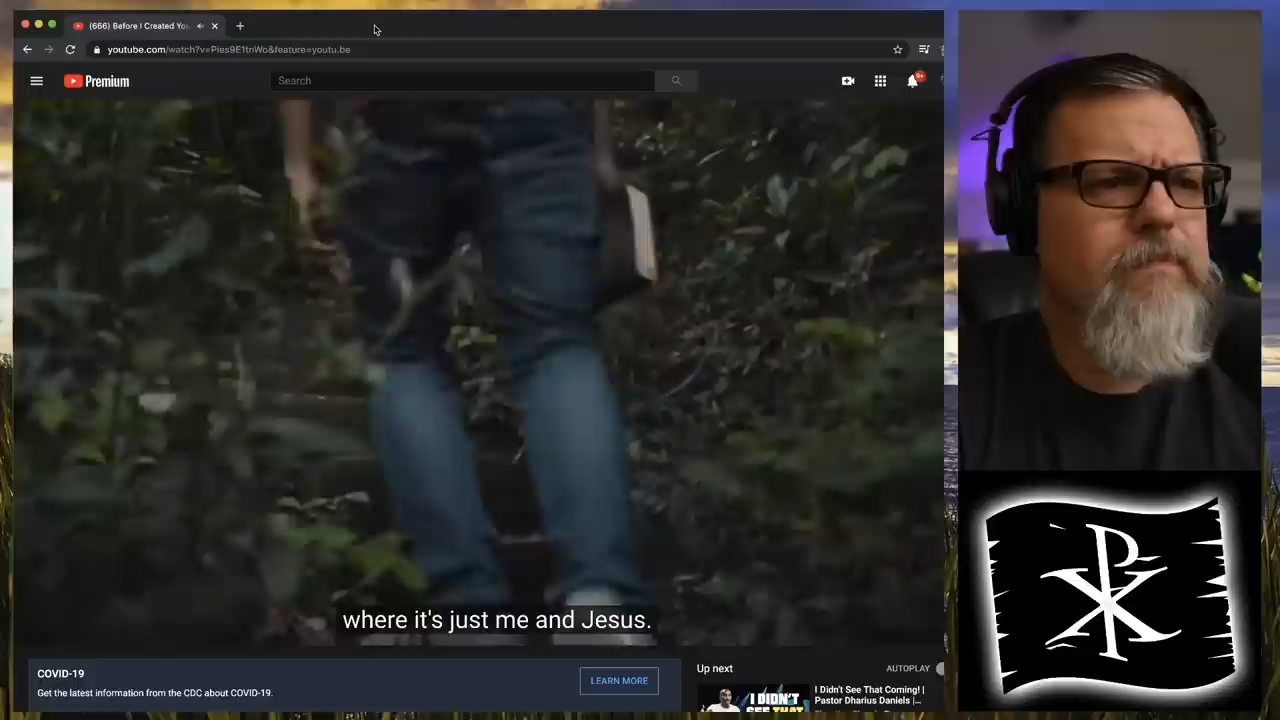 (666) Before I Created You
youtube.com/watch?v=Pies9E1tnWo&feature=youtu.be
Premium
Search
9+
where it's just me and Jesus.
COVID-19
Get the latest information from the CDC about COVID-19.
LEARN MORE
Up next
AUTOPLAY
I DIDN'T
SEE THAT
I Didn't See That Coming! |
Pastor Dharius Daniels |...